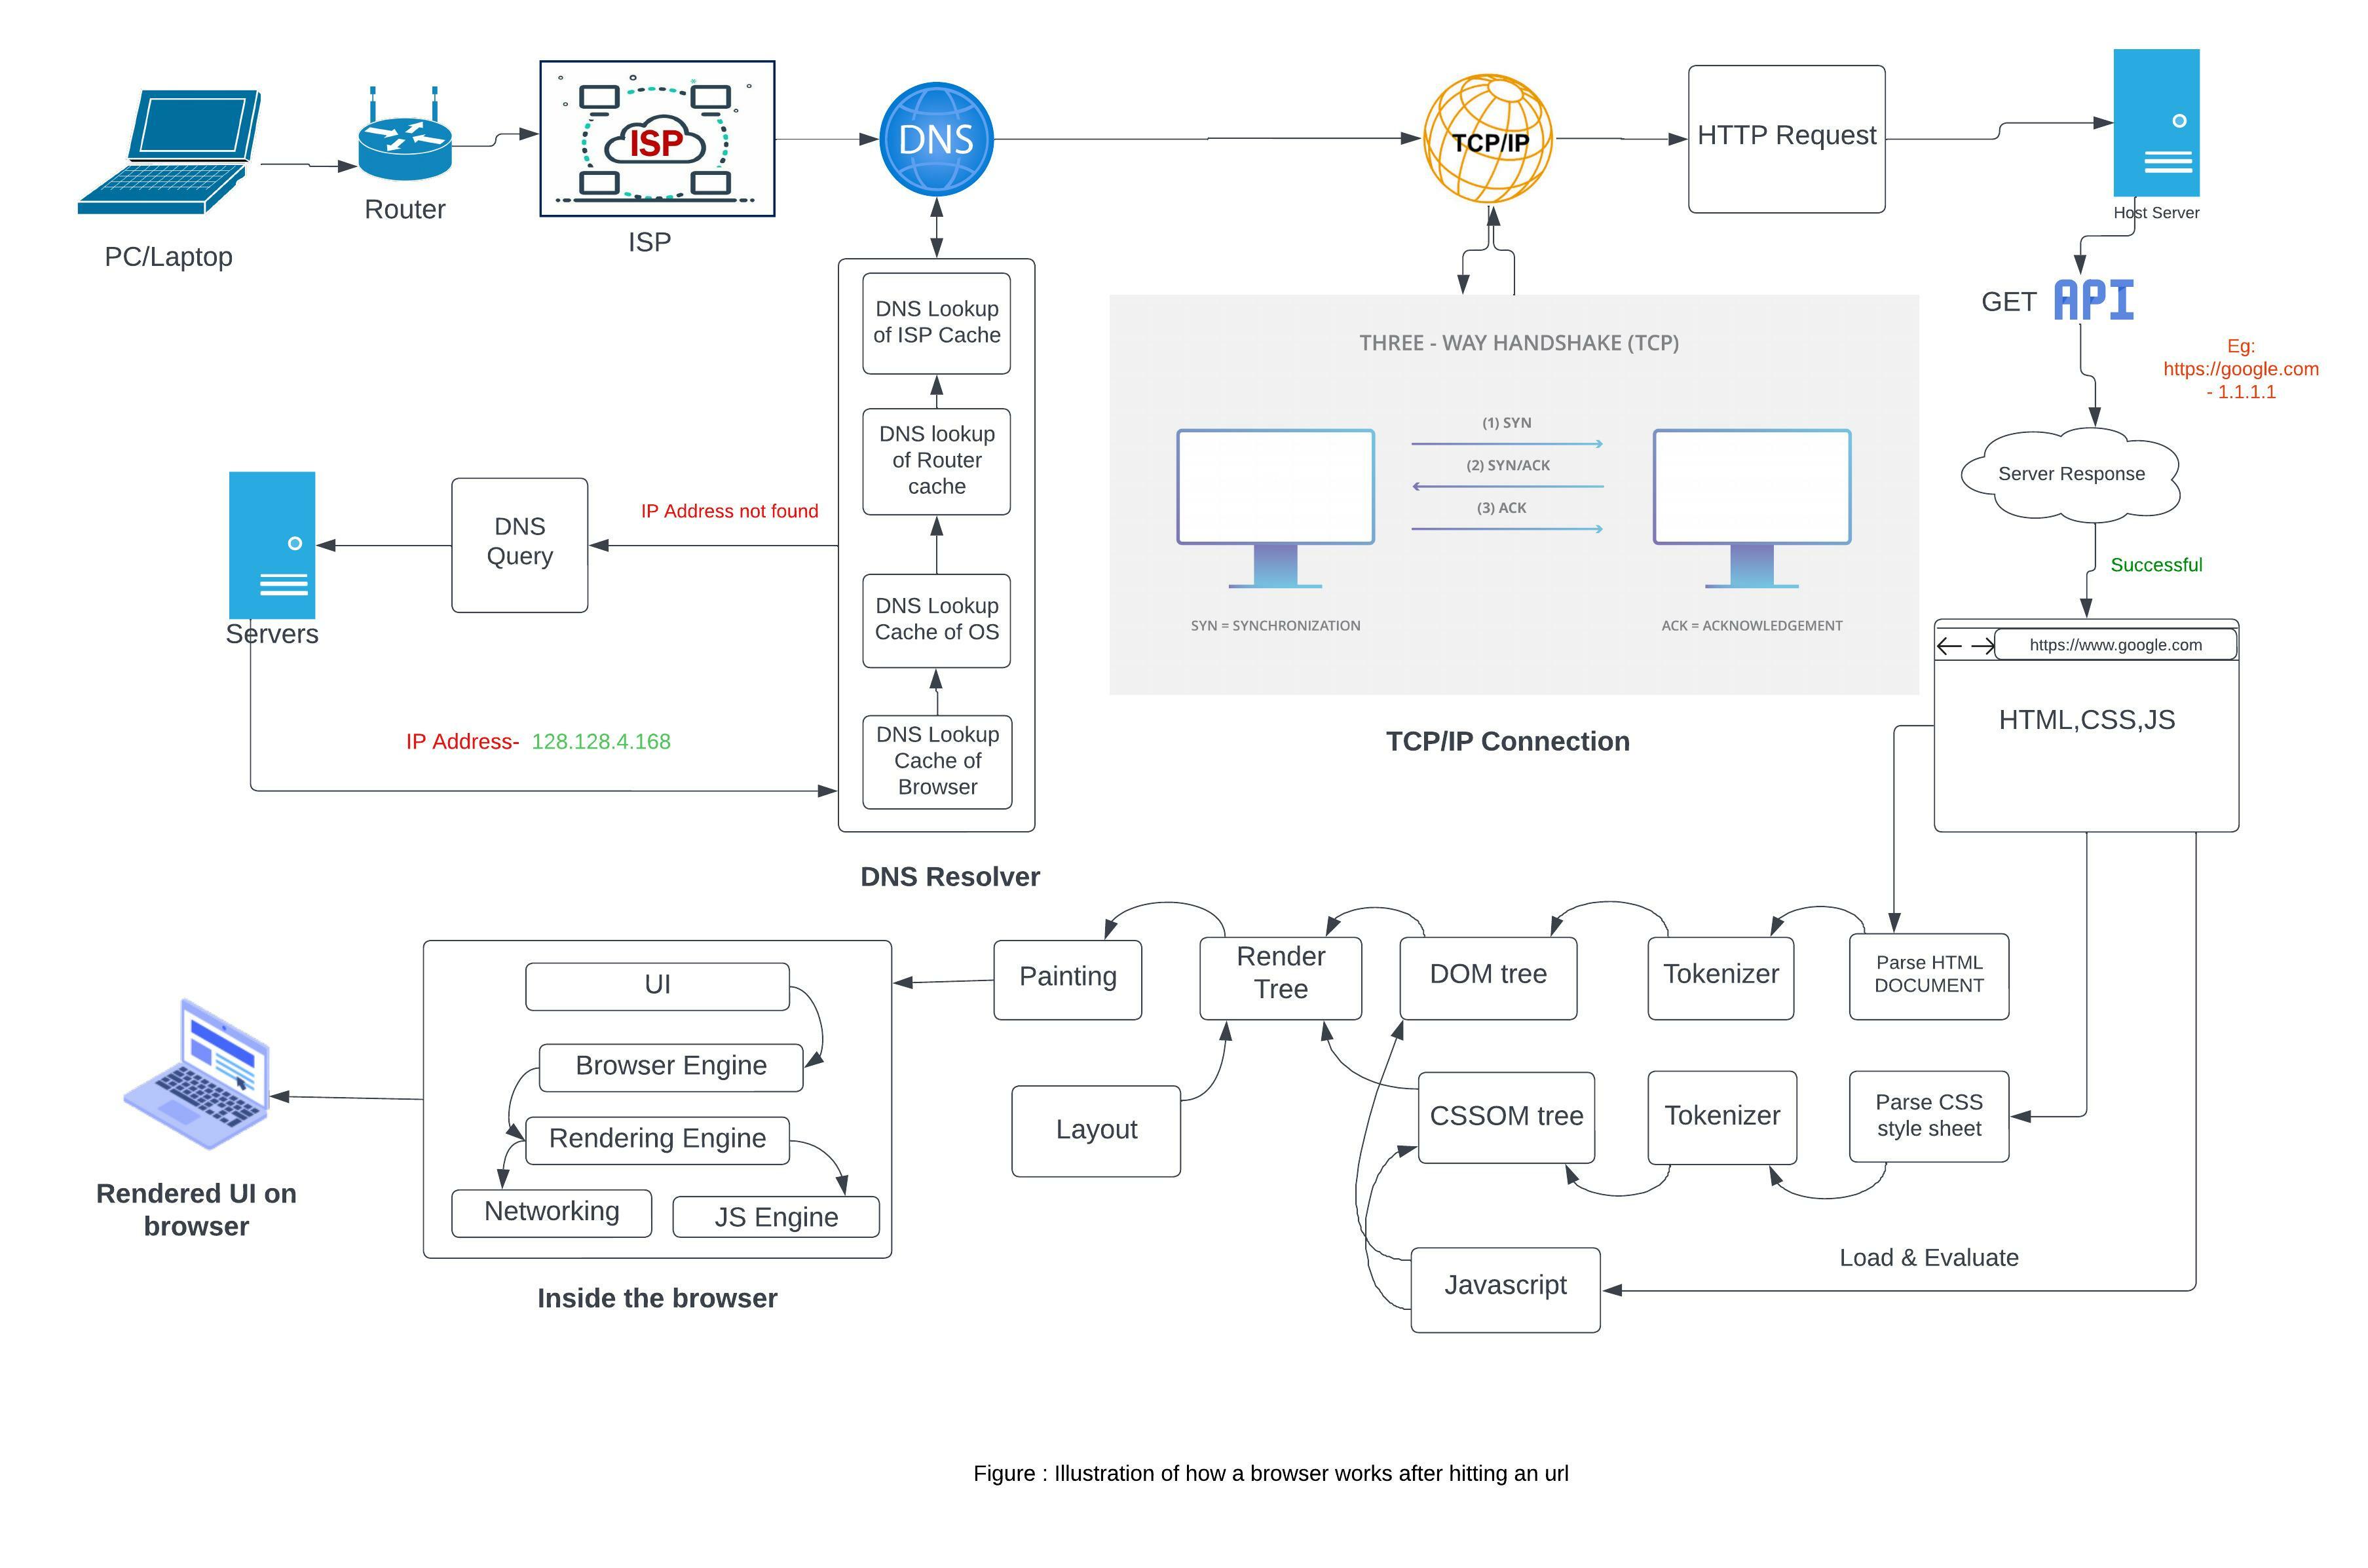 PC/Laptop
Router
ISP
ISP
DNS
TCP/IP
HTTP Request
Host Server
GET API
Eg:
https://google.com
- 1.1.1.1
Server Response
Successful
https://www.google.com
HTML,CSS,JS
DNS Lookup
of ISP Cache
DNS lookup
of Router
cache
DNS Lookup
Cache of OS
DNS Lookup
Cache of
Browser
DNS Resolver
IP Address not found
DNS
Query
Servers
IP Address- 128.128.4.168
THREE - WAY HANDSHAKE (TCP)
(1) SYN
(2) SYN/ACK
(3) ACK
SYN = SYNCHRONIZATION
ACK = ACKNOWLEDGEMENT
TCP/IP Connection
Parse HTML
DOCUMENT
Tokenizer
DOM tree
Render
Tree
Painting
Parse CSS
style sheet
Tokenizer
CSSOM tree
Layout
Load & Evaluate
Javascript
UI
Browser Engine
Rendering Engine
Networking
JS Engine
Inside the browser
Rendered UI on
browser
Figure : Illustration of how a browser works after hitting an url